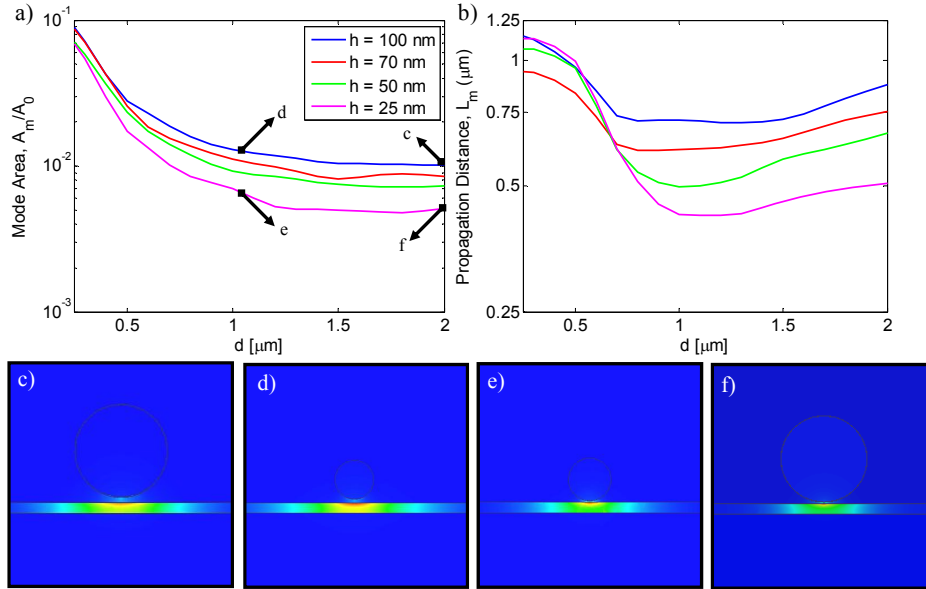 a)
b)
10^-1
10^-2
10^-3
Mode Area, A_m/A_0
0.5
1
1.5
2
d [μm]
h = 100 nm
h = 70 nm
h = 50 nm
h = 25 nm
d
c
e
f
1.25
1
0.75
0.5
0.25
Propagation Distance, L_m (μm)
0.5
1
1.5
2
d [μm]
c)
d)
e)
f)